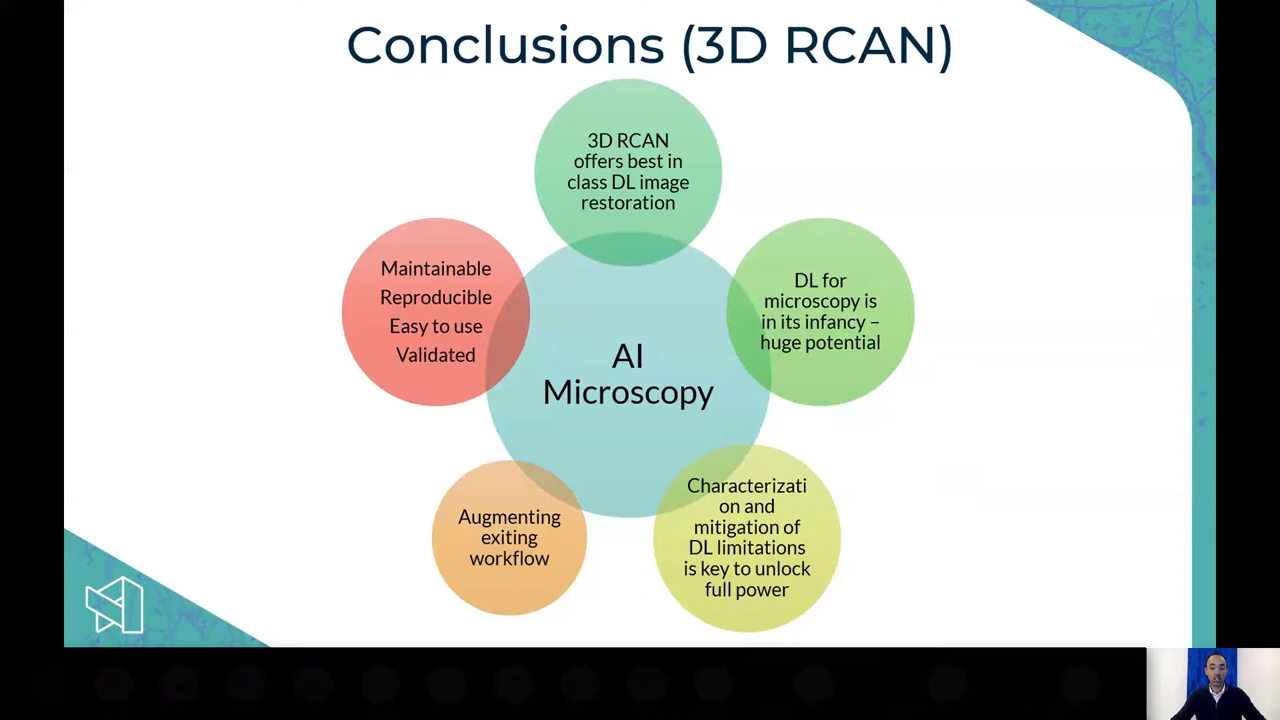 Conclusions (3D RCAN)
3D RCAN
offers best in
class DL image
restoration
DL for
microscopy is
in its infancy –
huge potential
Characterizati
on and
mitigation of
DL limitations
is key to unlock
full power
Augmenting
exiting
workflow
Maintainable
Reproducible
Easy to use
Validated
AI
Microscopy